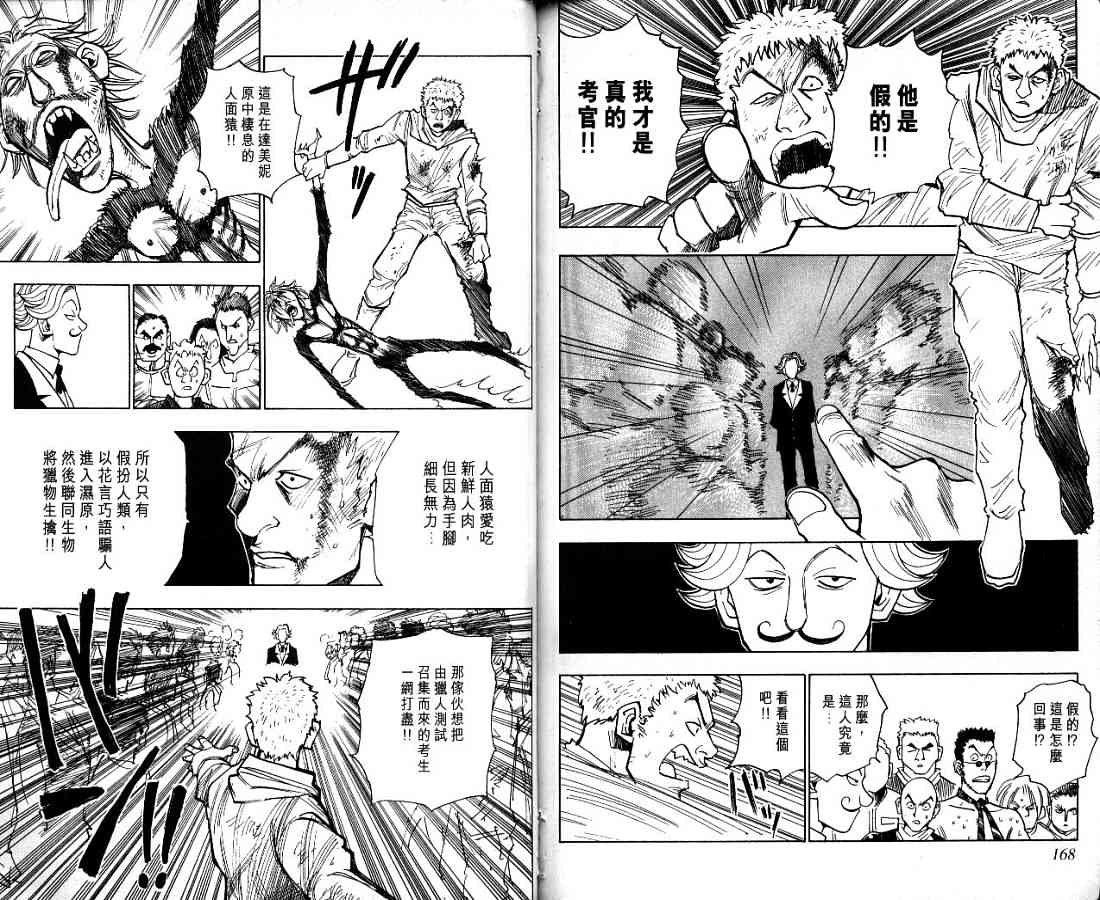 他是
假的!!
我才是
真的
考官!!
假的!?
這是怎麼
回事!?
那麼,
這人究竟
是…
看看這個
吧!!
168
這是在達美妮
原中棲息的
人面猿!!
人面猿愛吃
新鮮人肉,
但因為手腳
細長無力…
所以只有
假扮人類,
以花言巧語騙人
進入濕原,
然後聯同生物
將獵物生擒!!
那傢伙想把
由獵人測試
召集而來的考生
一網打盡!!